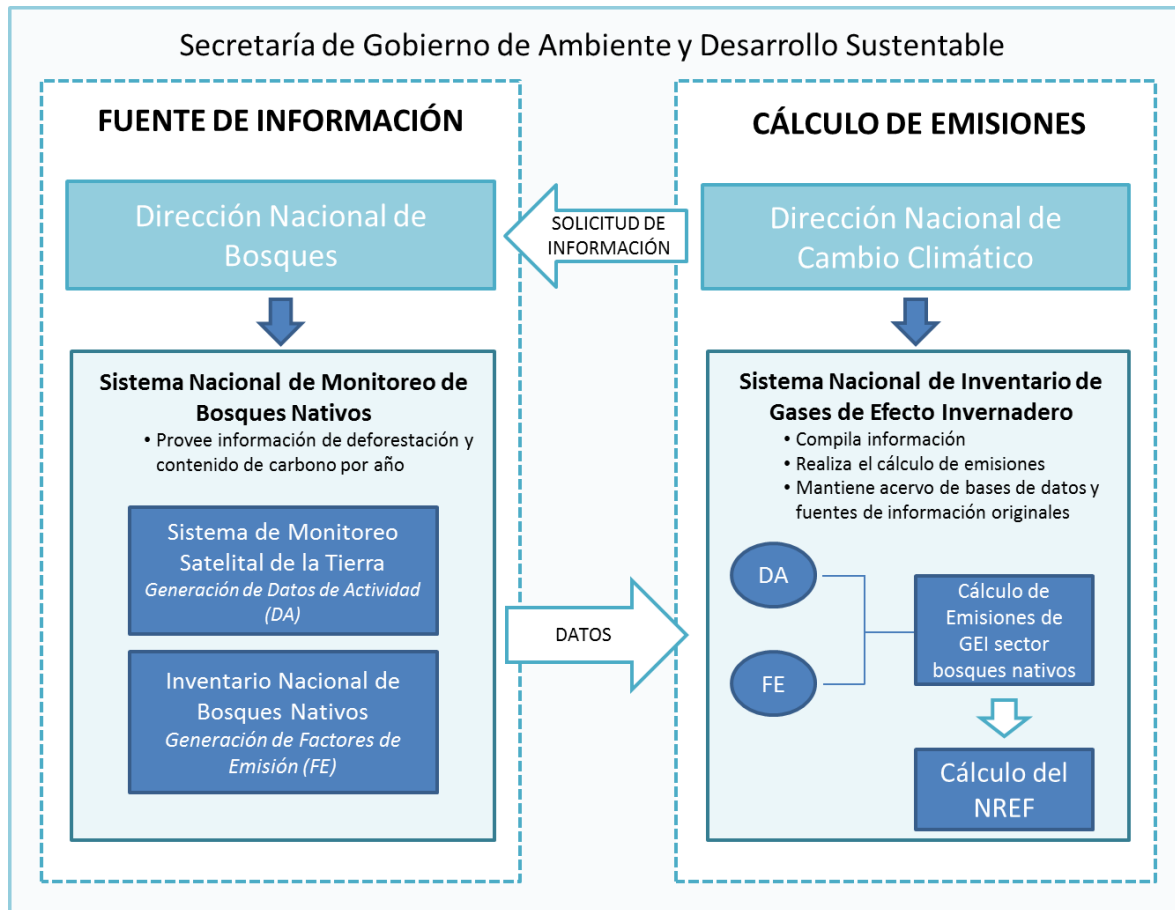 Secretaría de Gobierno de Ambiente y Desarrollo Sustentable
FUENTE DE INFORMACIÓN
Dirección Nacional de
Bosques
Sistema Nacional de Monitoreo de
Bosques Nativos
• Provee información de deforestación y
contenido de carbono por año
Sistema de Monitoreo
Satelital de la Tierra
Generación de Datos de Actividad
(DA)
Inventario Nacional de
Bosques Nativos
Generación de Factores de
Emisión (FE)
SOLICITUD DE
INFORMACIÓN
DATOS
CÁLCULO DE EMISIONES
Dirección Nacional de
Cambio Climático
Sistema Nacional de Inventario de
Gases de Efecto Invernadero
• Compila información
• Realiza el cálculo de emisiones
• Mantiene acervo de bases de datos y
fuentes de información originales
DA
FE
Cálculo de
Emisiones de
GEI sector
bosques nativos
Cálculo del
NREF